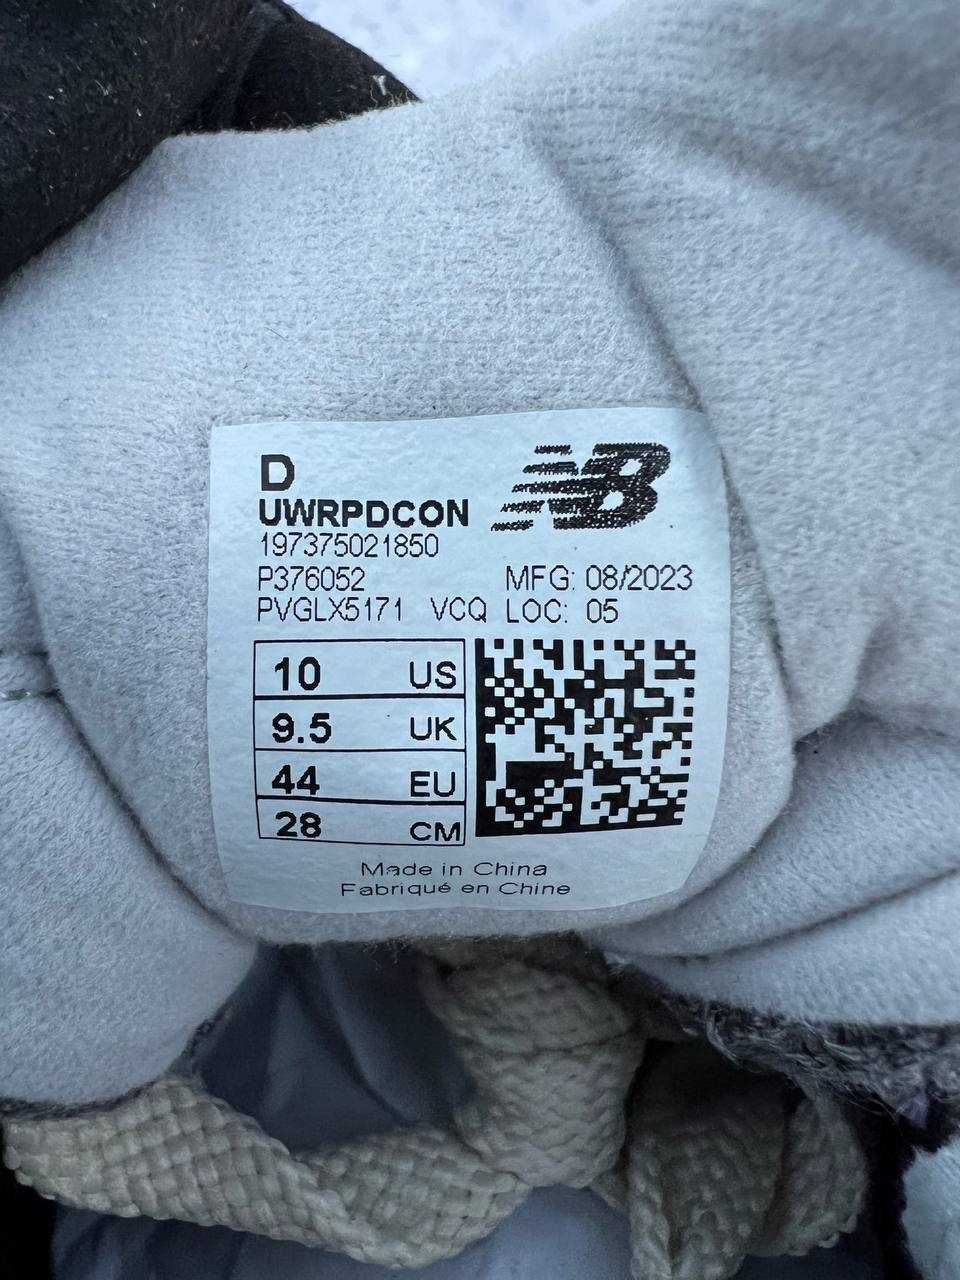 D
NB
UWRPDCON
197375021850
P376052 MFG: 08/2023
PVGLX5171 VCQ LOC: 05
10 US
9.5 UK
44 EU
28 CM
Made in China
Fabriqué en Chine